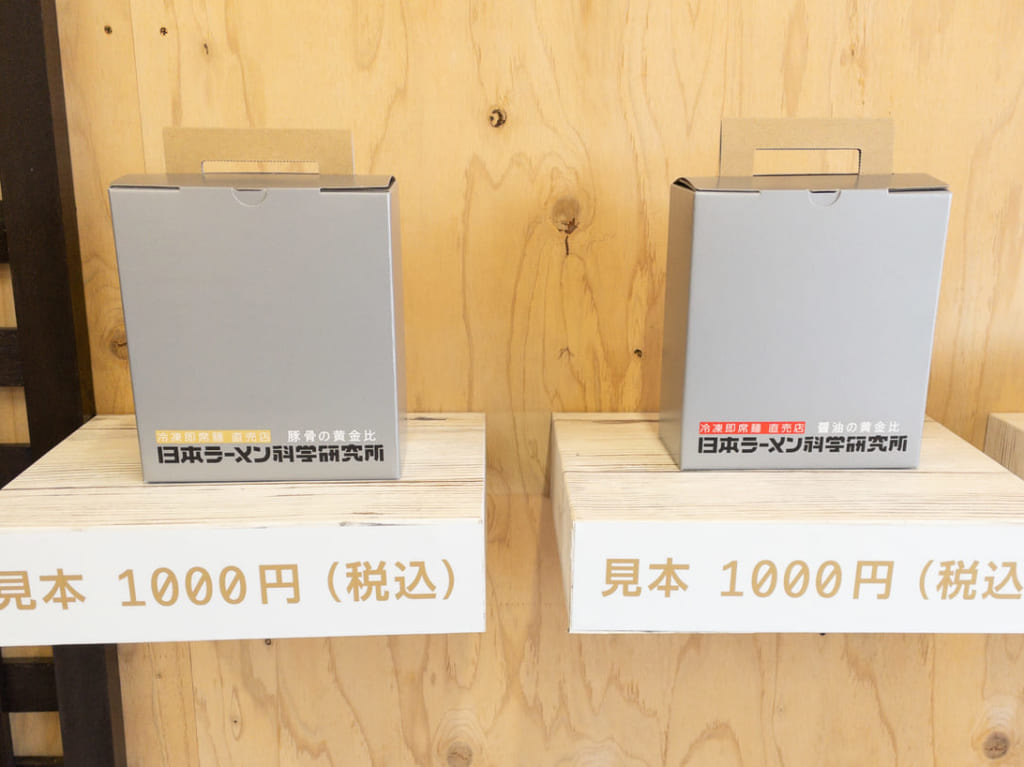 冷凍即席麺 直売店 豚骨の黄金比
日本ラーメン科学研究所
見本 1000円(税込)
冷凍即席麺 直売店 醤油の黄金比
日本ラーメン科学研究所
見本 1000円(税込